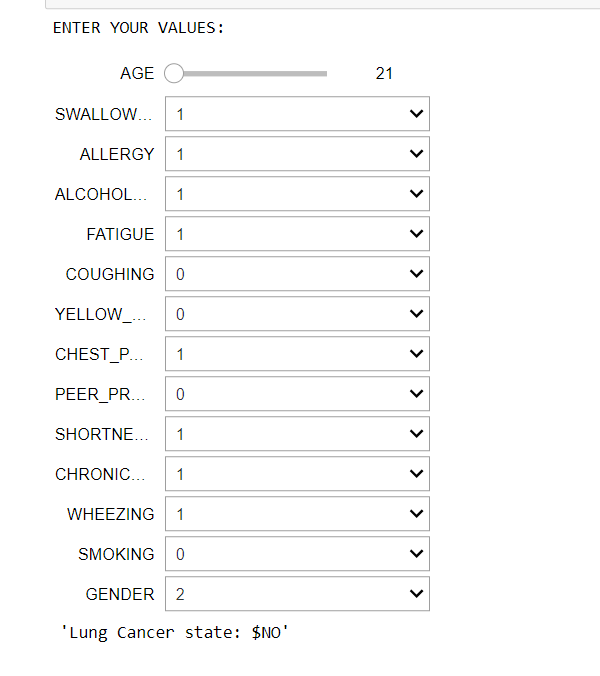 ENTER YOUR VALUES:
AGE 21
SWALLOW... 1
ALLERGY 1
ALCOHOL... 1
FATIGUE 1
COUGHING 0
YELLOW_... 0
CHEST_P... 1
PEER_PR... 0
SHORTNE... 1
CHRONIC... 1
WHEEZING 1
SMOKING 0
GENDER 2
'Lung Cancer state: $NO'